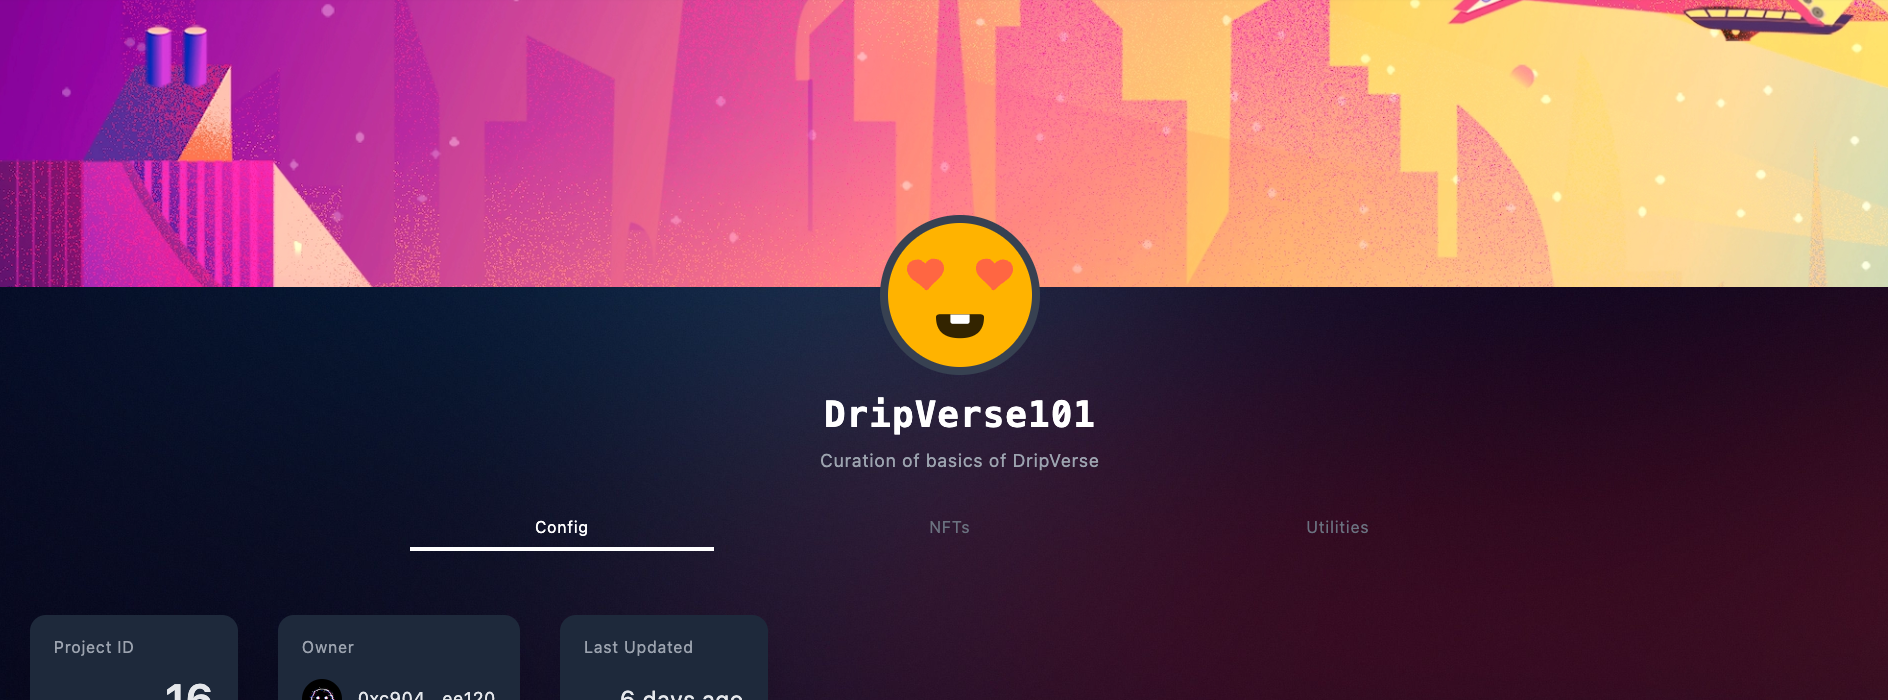 DripVerse101
Curation of basics of DripVerse
Config NFTs Utilities
Project ID Owner Last Updated
16 0xc904...ee120 6 days ago